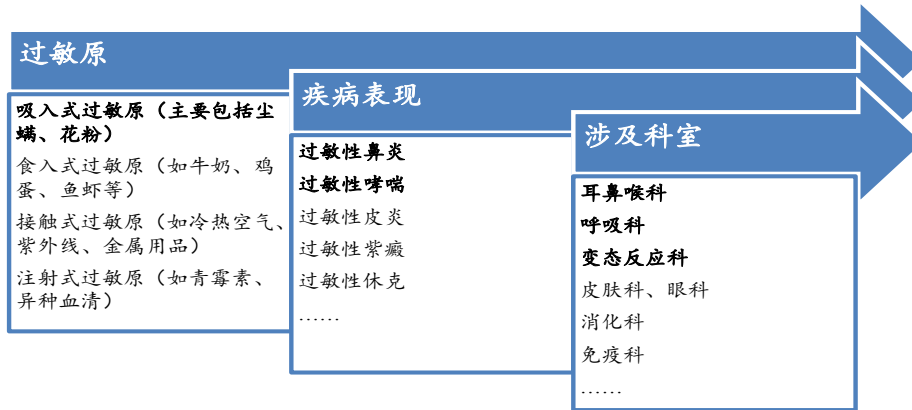 过敏原
吸入式过敏原（主要包括尘
螨、花粉）
食入式过敏原（如牛奶、鸡
蛋、鱼虾等）
接触式过敏原（如冷热空气、
紫外线、金属用品）
注射式过敏原（如青霉素、
异种血清）
疾病表现
过敏性鼻炎
过敏性哮喘
过敏性皮炎
过敏性紫癜
过敏性休克
……
涉及科室
耳鼻喉科
呼吸科
变态反应科
皮肤科、眼科
消化科
免疫科
……